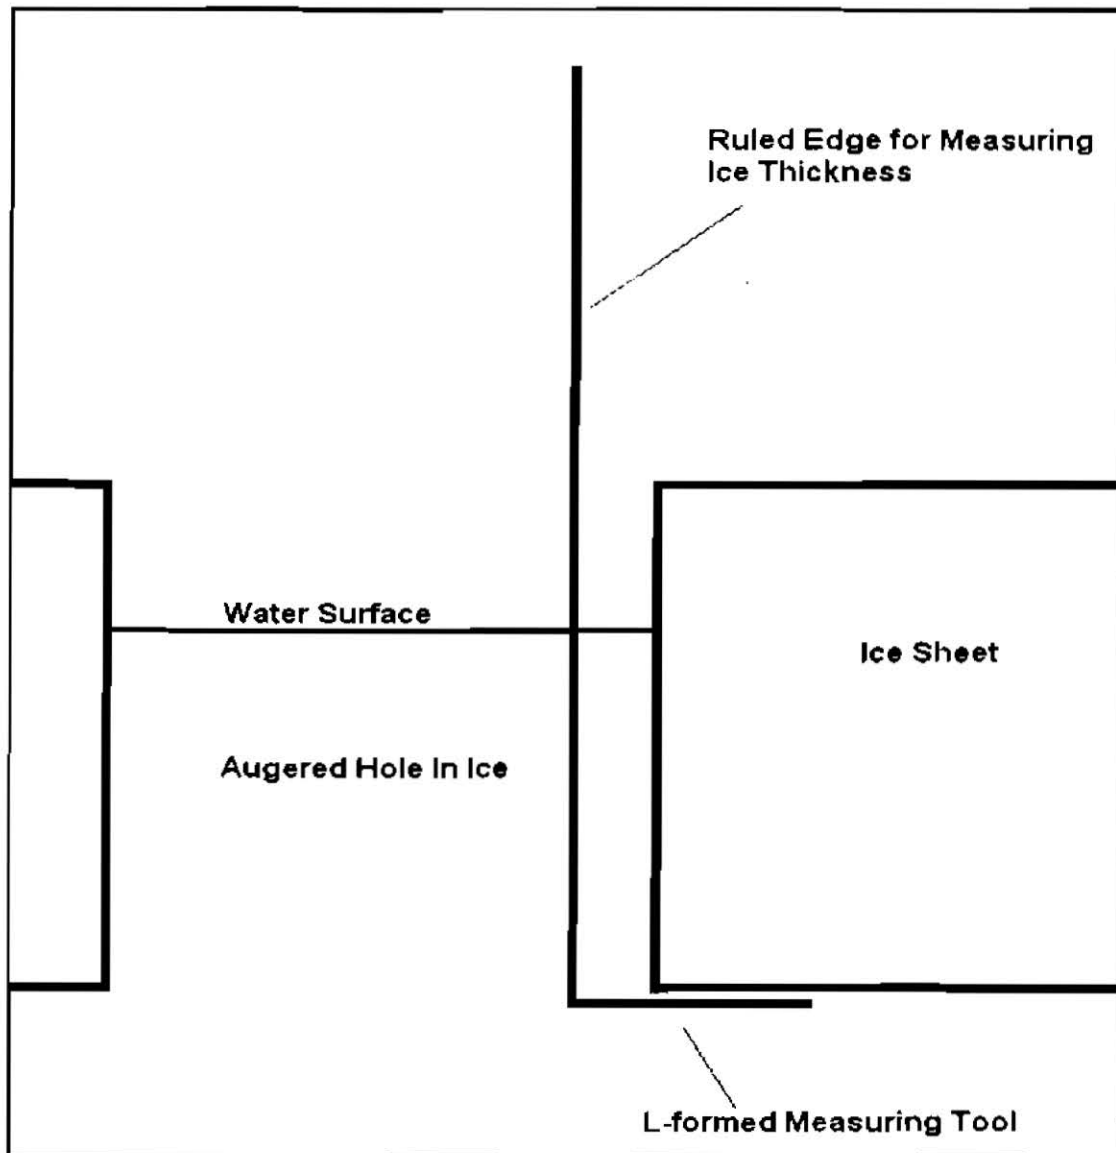 Ruled Edge for Measuring
Ice Thickness
Water Surface
Ice Sheet
Augered Hole In Ice
L-formed Measuring Tool